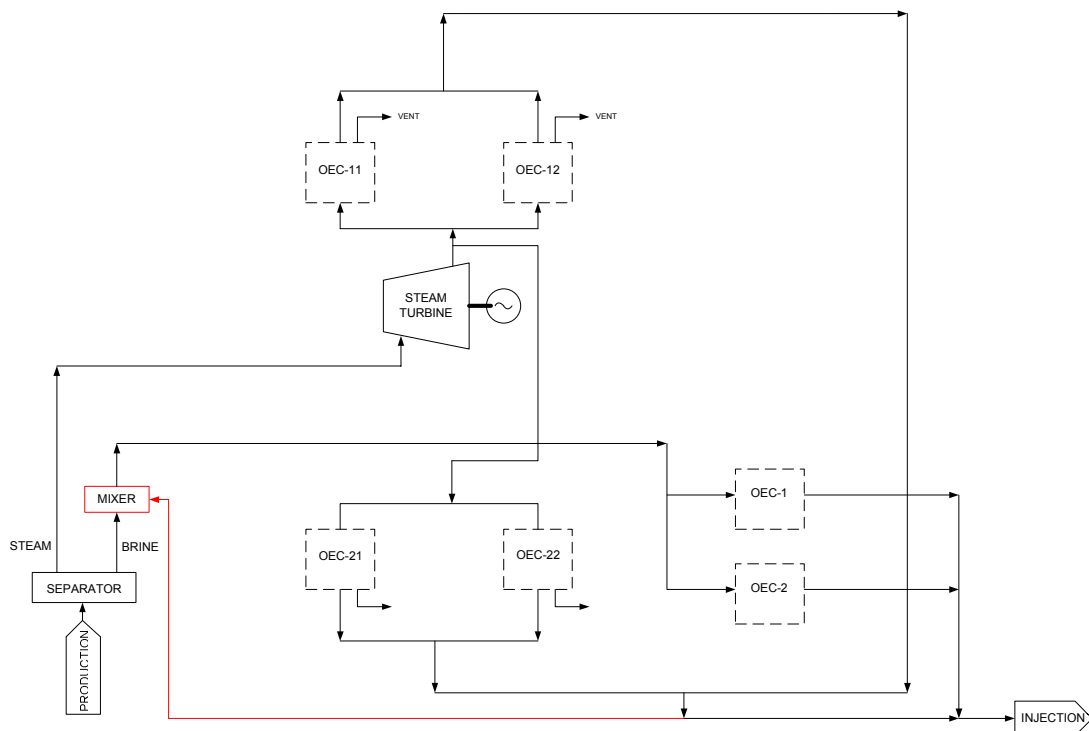 VENT
VENT
OEC-11
OEC-12
STEAM
TURBINE
MIXER
OEC-1
STEAM
BRINE
OEC-21
OEC-22
SEPARATOR
OEC-2
PRODUCTION
INJECTION